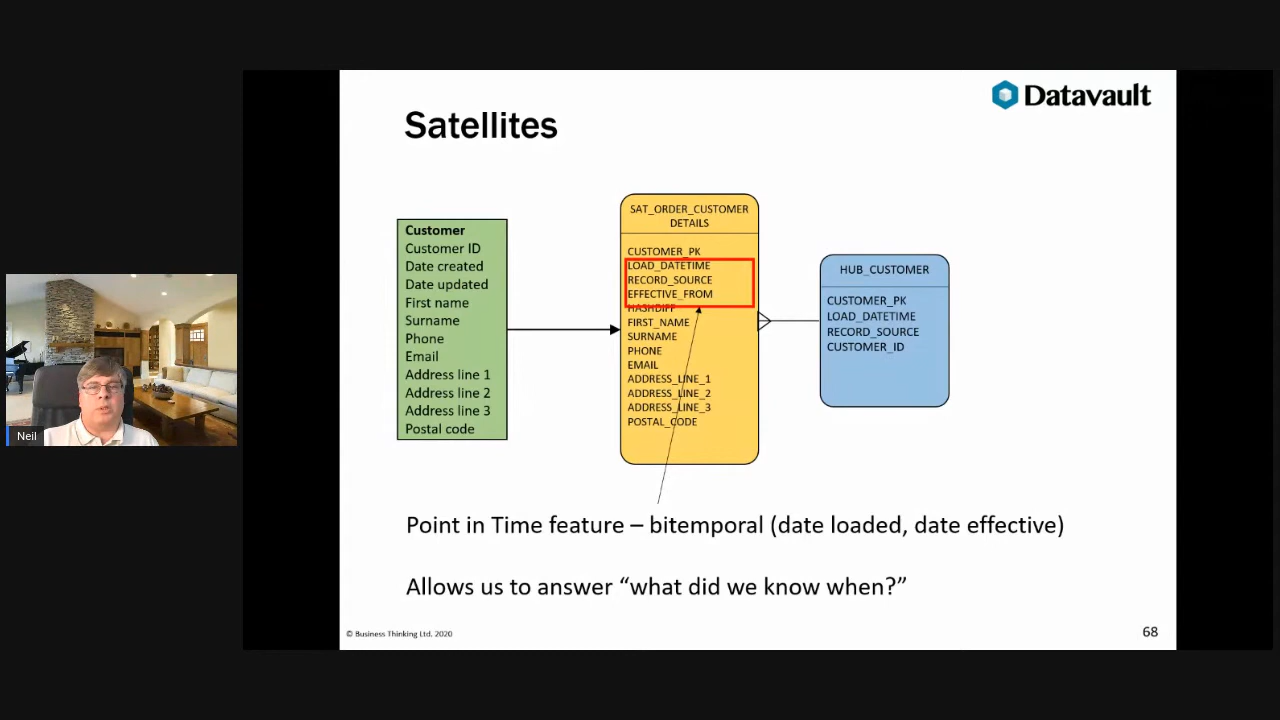 Datavault
Satellites
Customer
Customer ID
Date created
Date updated
First name
Surname
Phone
Email
Address line 1
Address line 2
Address line 3
Postal code
SAT_ORDER_CUSTOMER
DETAILS
CUSTOMER_PK
LOAD_DATETIME
RECORD_SOURCE
EFFECTIVE_FROM
HASHDIFF
FIRST_NAME
SURNAME
PHONE
EMAIL
ADDRESS_LINE_1
ADDRESS_LINE_2
ADDRESS_LINE_3
POSTAL_CODE
HUB_CUSTOMER
CUSTOMER_PK
LOAD_DATETIME
RECORD_SOURCE
CUSTOMER_ID
Neil
Point in Time feature – bitemporal (date loaded, date effective)
Allows us to answer “what did we know when?”
© Business Thinking Ltd. 2020
68